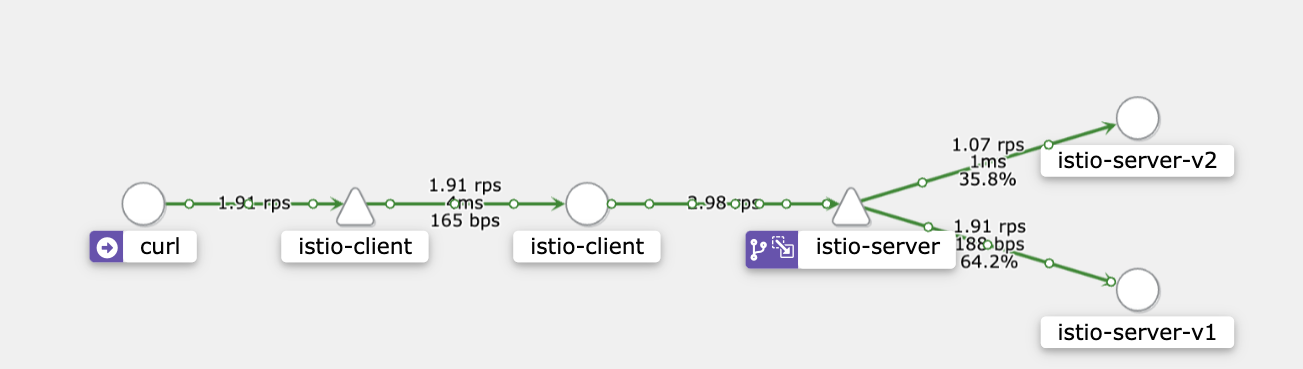 1.91 rps
1.91 rps
4ms
165 bps
2.98 rps
1.07 rps
1ms
35.8%
1.91 rps
188 bps
64.2%
curl
istio-client
istio-client
istio-server
istio-server-v2
istio-server-v1